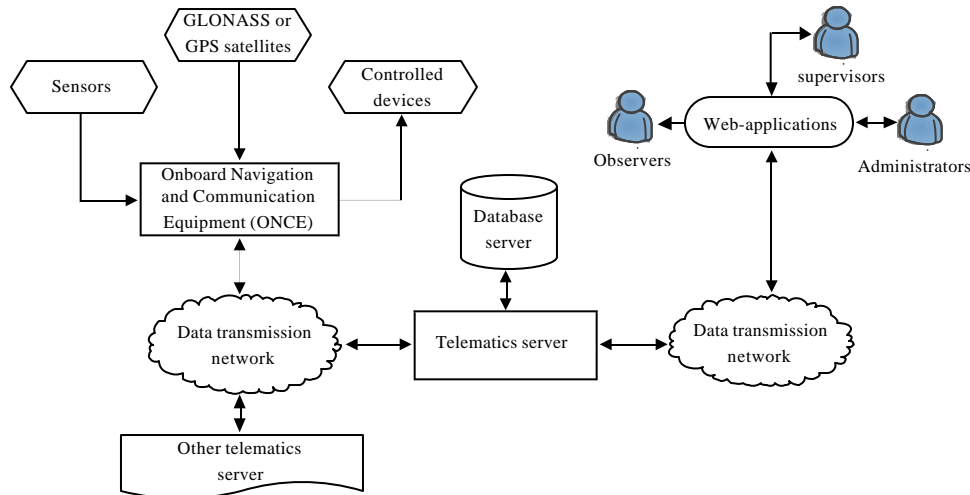 GLONASS or
GPS satellites
Sensors
Controlled
devices
supervisors
Web-applications
Observers
Administrators
Onboard Navigation
and Communication
Equipment (ONCE)
Database
server
Data transmission
network
Telematics server
Data transmission
network
Other telematics
server